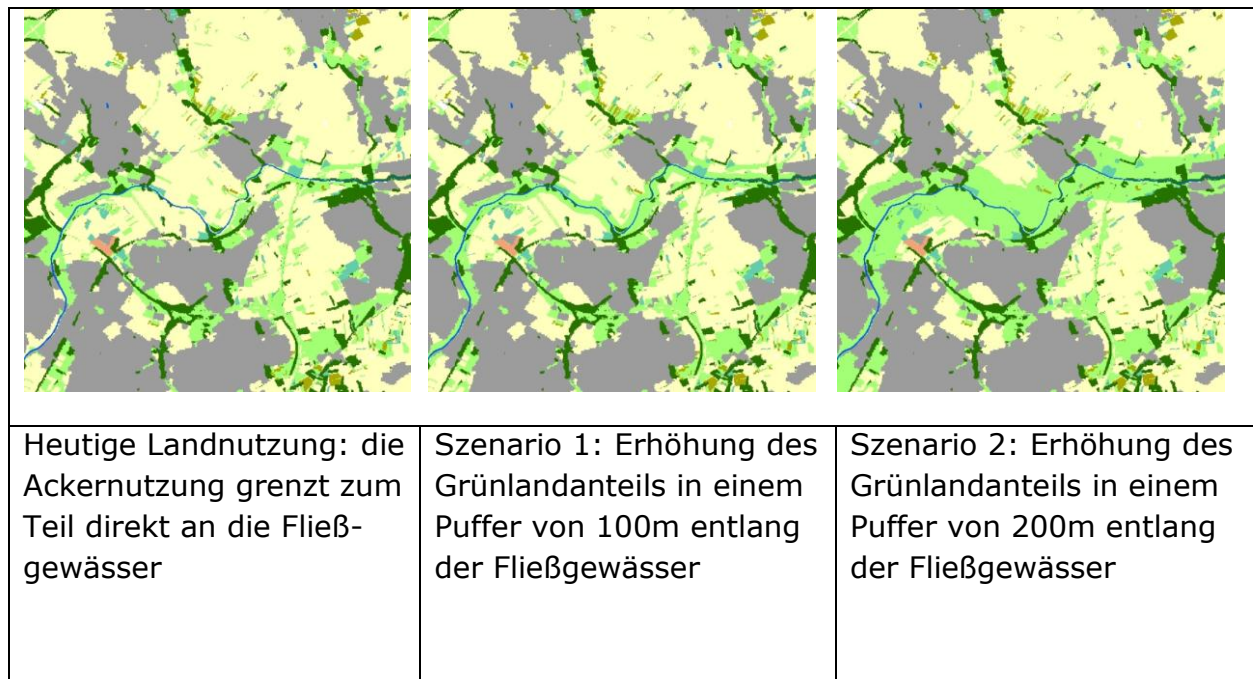 Heutige Landnutzung: die
Ackernutzung grenzt zum
Teil direkt an die Fließ-
gewässer
Szenario 1: Erhöhung des
Grünlandanteils in einem
Puffer von 100m entlang
der Fließgewässer
Szenario 2: Erhöhung des
Grünlandanteils in einem
Puffer von 200m entlang
der Fließgewässer